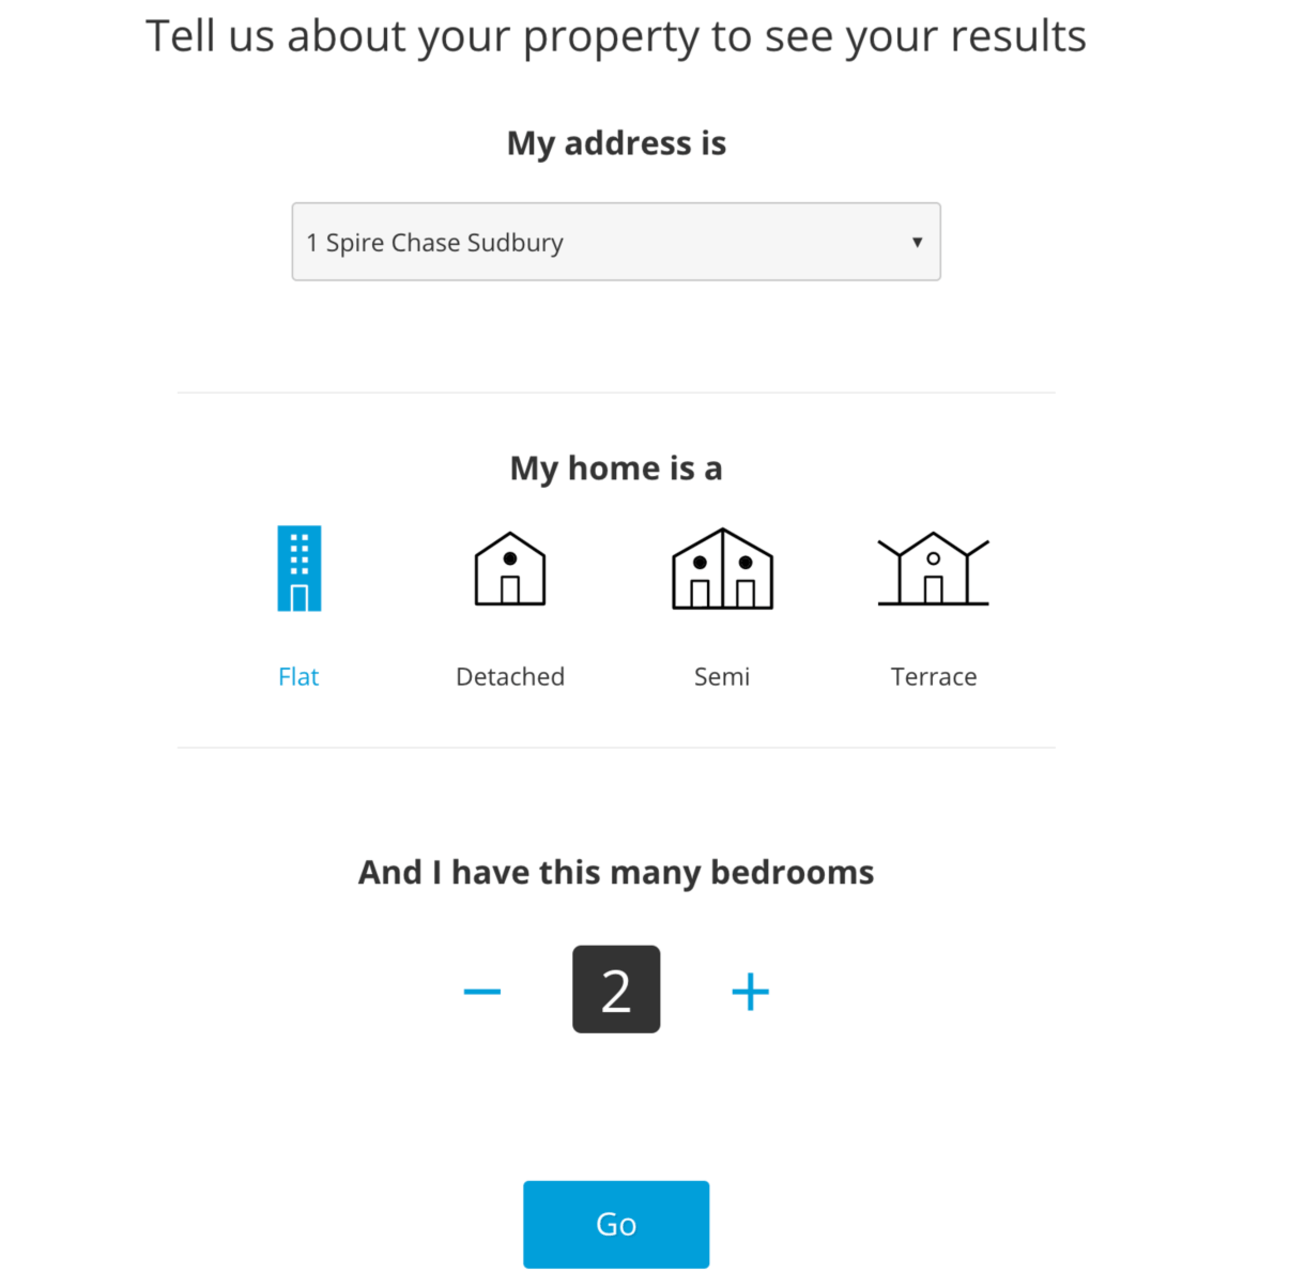 Tell us about your property to see your results
My address is
1 Spire Chase Sudbury
My home is a
Flat Detached Semi Terrace
And I have this many bedrooms
− 2 +
Go